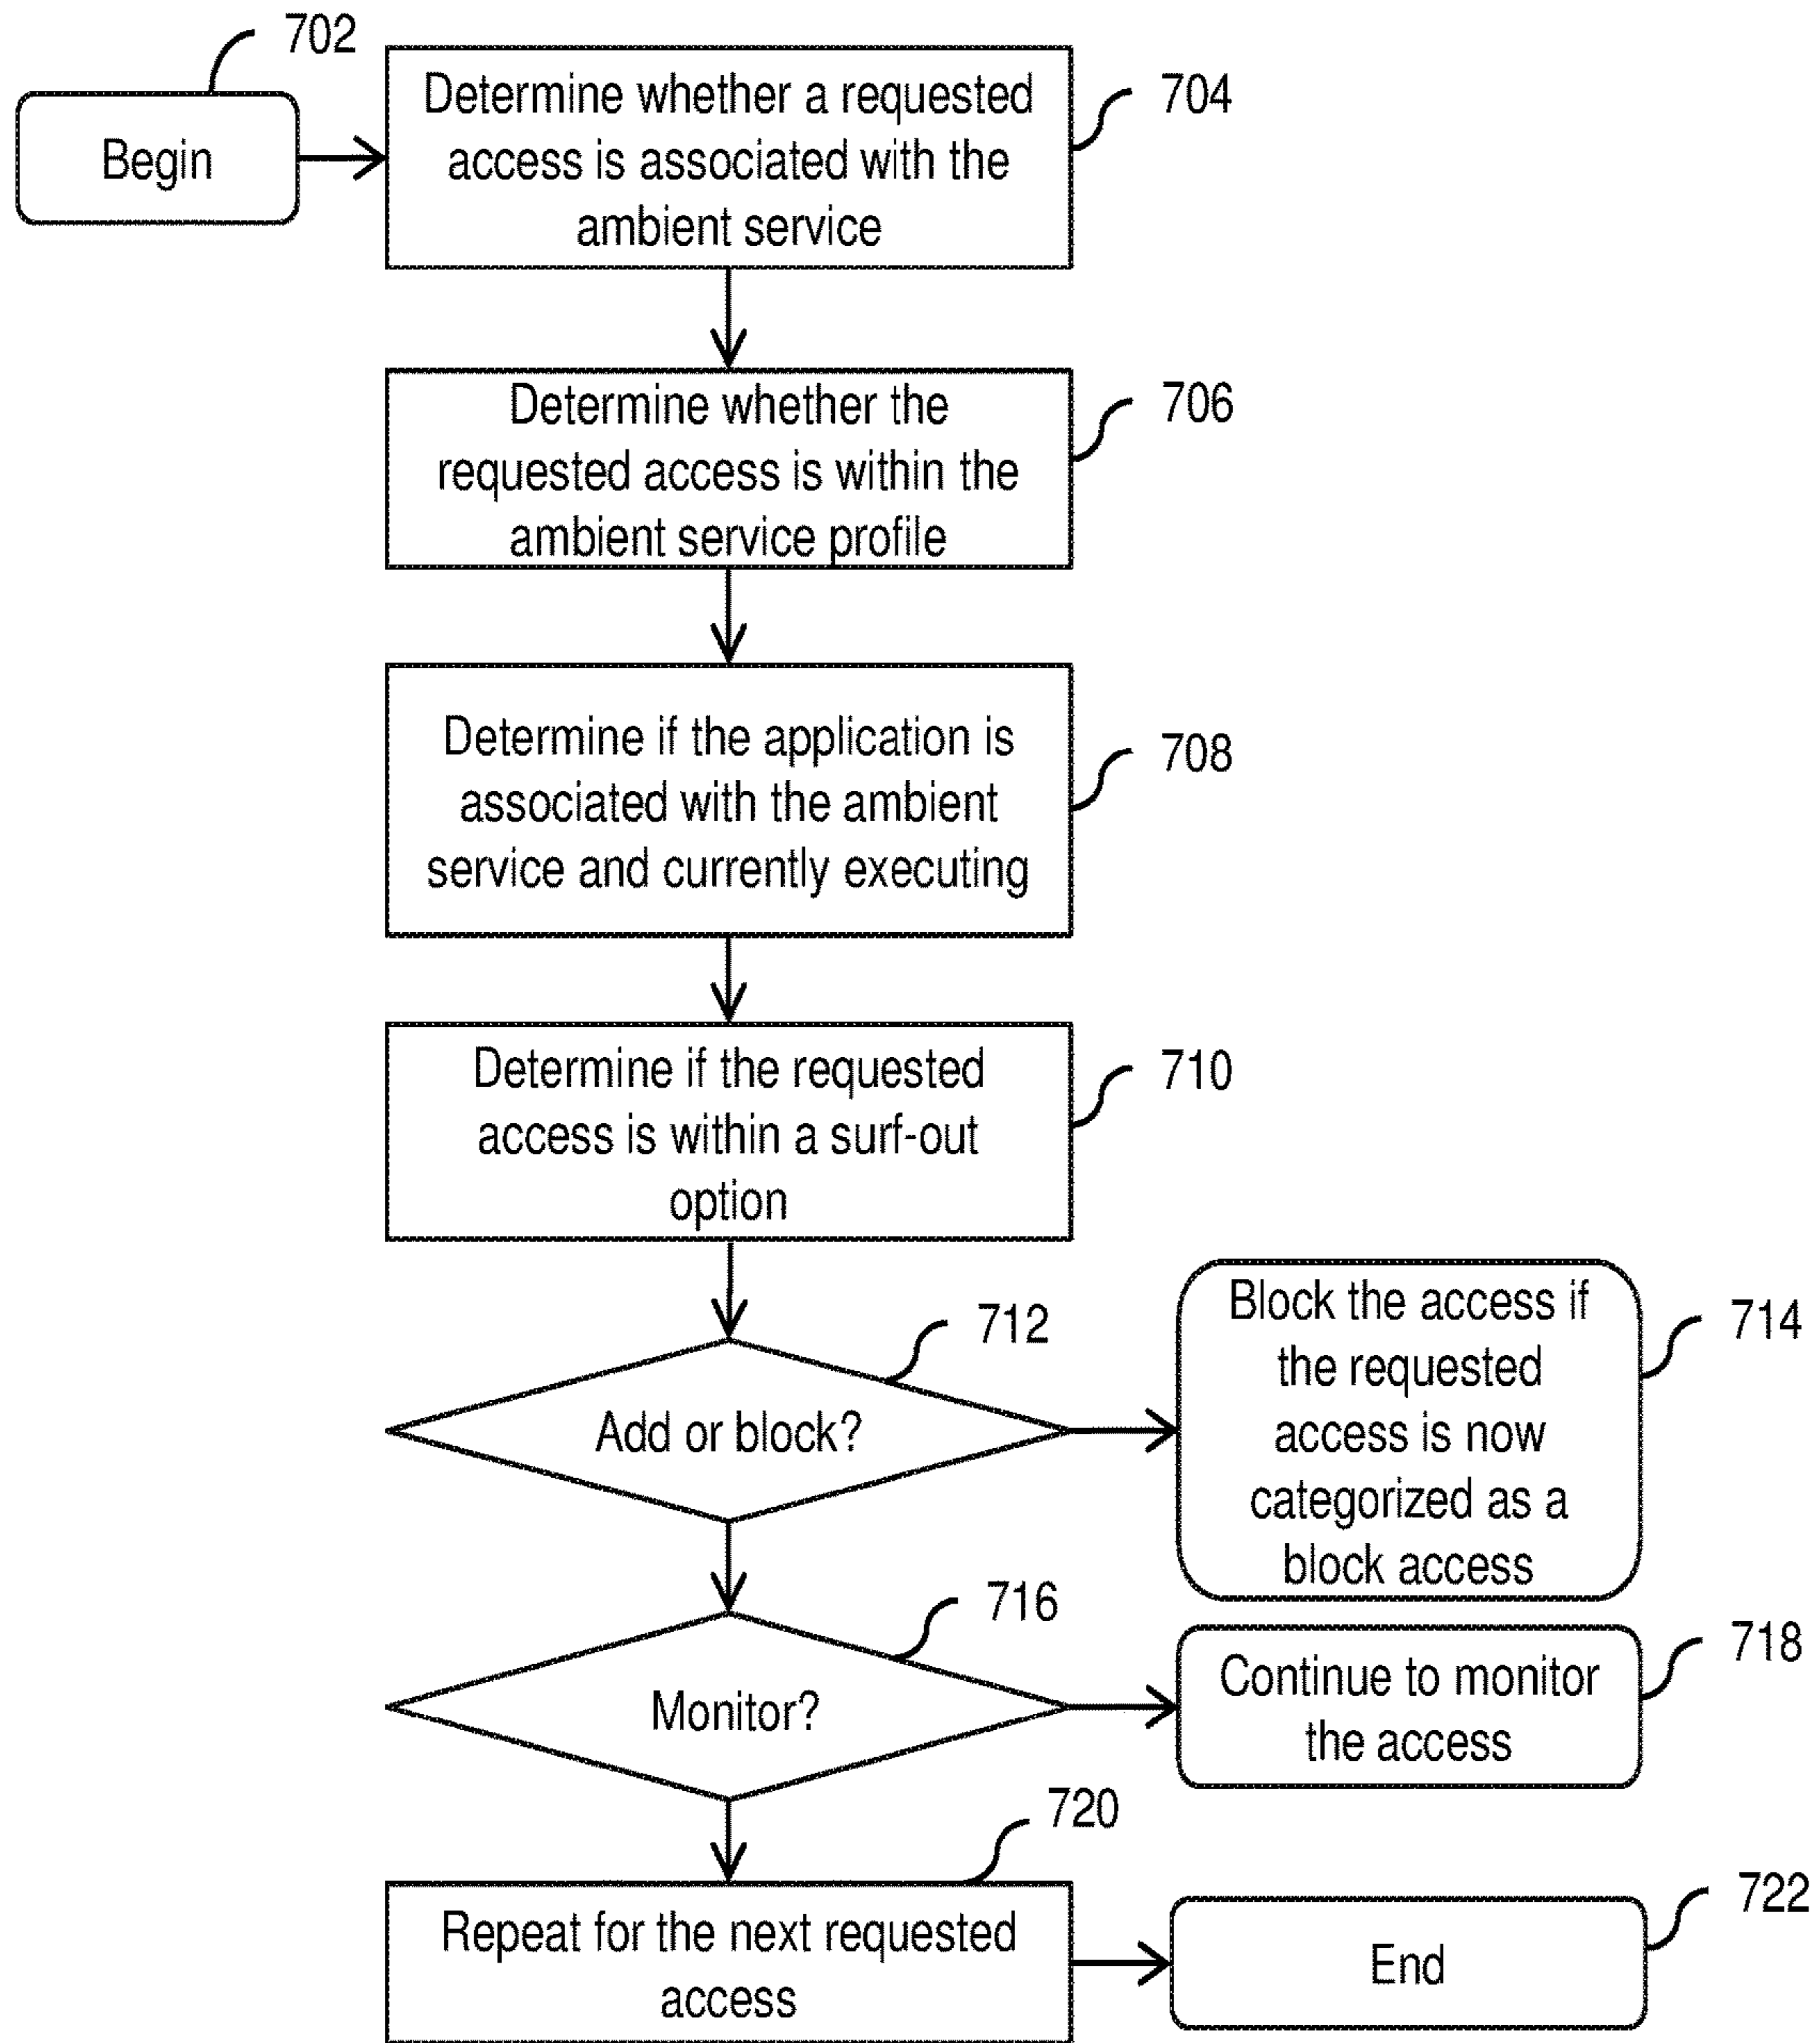 702
Begin
Determine whether a requested
access is associated with the
ambient service
704
Determine whether the
requested access is within the
ambient service profile
706
Determine if the application is
associated with the ambient
service and currently executing
708
Determine if the requested
access is within a surf-out
option
710
712
Add or block?
Block the access if
the requested
access is now
categorized as a
block access
714
716
Monitor?
Continue to monitor
the access
718
720
Repeat for the next requested
access
End
722